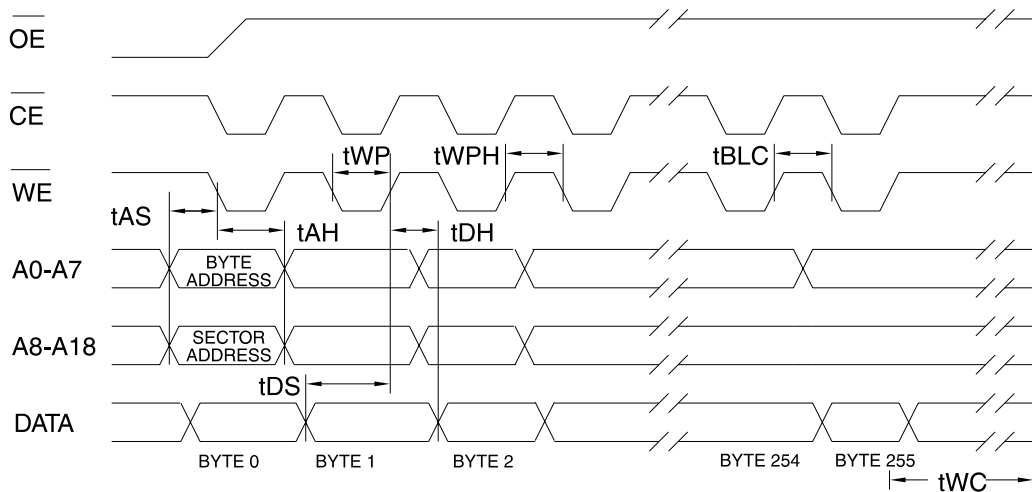 OE
CE
tWP tWPH tBLC
WE
tAS tAH tDH
A0-A7 BYTE ADDRESS
A8-A18 SECTOR ADDRESS
tDS
DATA
BYTE 0 BYTE 1 BYTE 2 BYTE 254 BYTE 255
tWC